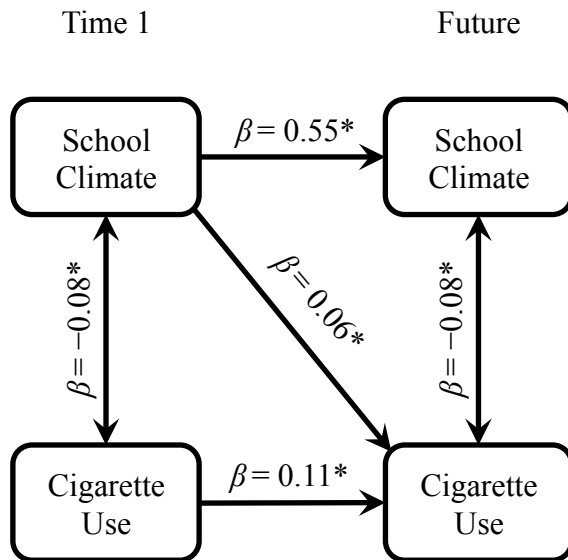 Time 1
Future
School
Climate
β = 0.55*
School
Climate
β = −0.08*
β = 0.06*
β = −0.08*
Cigarette
Use
β = 0.11*
Cigarette
Use